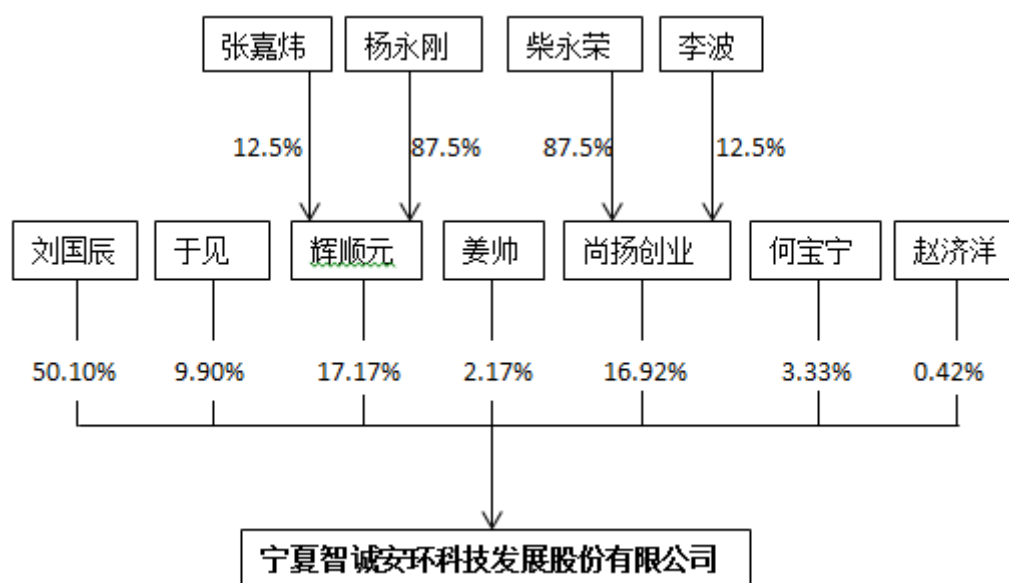 张嘉炜 杨永刚 柴永荣 李波
12.5% 87.5% 87.5% 12.5%
刘国辰 于见 辉顺元 姜帅 尚扬创业 何宝宁 赵济洋
50.10% 9.90% 17.17% 2.17% 16.92% 3.33% 0.42%
宁夏智诚安环科技发展股份有限公司